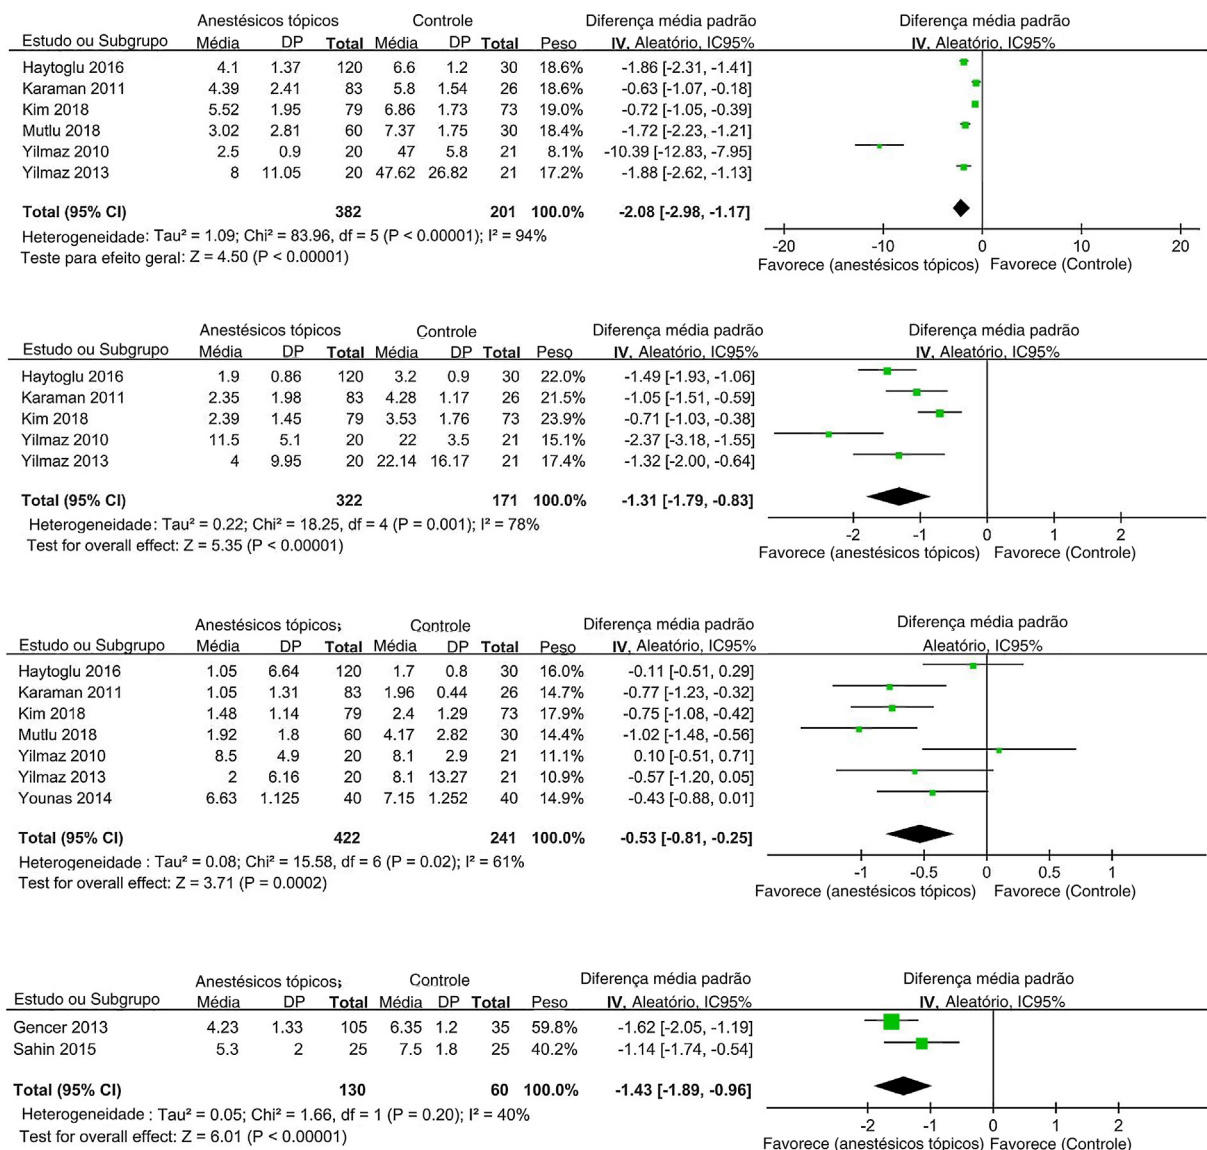 Anestésicos tópicos Controle Diferença média padrão Diferença média padrão
Estudo ou Subgrupo Média DP Total Média DP Total Peso IV, Aleatório, IC95% IV, Aleatório, IC95%
Haytoglu 2016 4.1 1.37 120 6.6 1.2 30 18.6% -1.86 [-2.31, -1.41]
Karaman 2011 4.39 2.41 83 5.8 1.54 26 18.6% -0.63 [-1.07, -0.18]
Kim 2018 5.52 1.95 79 6.86 1.73 73 19.0% -0.72 [-1.05, -0.39]
Mutlu 2018 3.02 2.81 60 7.37 1.75 30 18.4% -1.72 [-2.23, -1.21]
Yilmaz 2010 2.5 0.9 20 47 5.8 21 8.1% -10.39 [-12.83, -7.95]
Yilmaz 2013 8 11.05 20 47.62 26.82 21 17.2% -1.88 [-2.62, -1.13]
Total (95% CI) 382 201 100.0% -2.08 [-2.98, -1.17]
Heterogeneidade: Tau² = 1.09; Chi² = 83.96, df = 5 (P < 0.00001); I² = 94%
Teste para efeito geral: Z = 4.50 (P < 0.00001)
-20 -10 0 10 20
Favorece (anestésicos tópicos) Favorece (Controle)
Anestésicos tópicos Controle Diferença média padrão Diferença média padrão
Estudo ou Subgrupo Média DP Total Média DP Total Peso IV, Aleatório, IC95% IV, Aleatório, IC95%
Haytoglu 2016 1.9 0.86 120 3.2 0.9 30 22.0% -1.49 [-1.93, -1.06]
Karaman 2011 2.35 1.98 83 4.28 1.17 26 21.5% -1.05 [-1.51, -0.59]
Kim 2018 2.39 1.45 79 3.53 1.76 73 23.9% -0.71 [-1.03, -0.38]
Yilmaz 2010 11.5 5.1 20 22 3.5 21 15.1% -2.37 [-3.18, -1.55]
Yilmaz 2013 4 9.95 20 22.14 16.17 21 17.4% -1.32 [-2.00, -0.64]
Total (95% CI) 322 171 100.0% -1.31 [-1.79, -0.83]
Heterogeneidade: Tau² = 0.22; Chi² = 18.25, df = 4 (P = 0.001); I² = 78%
Test for overall effect: Z = 5.35 (P < 0.00001)
-2 -1 0 1 2
Favorece (anestésicos tópicos) Favorece (Controle)
Anestésicos tópicos; Controle Diferença média padrão Diferença média padrão
Estudo ou Subgrupo Média DP Total Média DP Total Peso IV, Aleatório, IC95% Aleatório, IC95%
Haytoglu 2016 1.05 6.64 120 1.7 0.8 30 16.0% -0.11 [-0.51, 0.29]
Karaman 2011 1.05 1.31 83 1.96 0.44 26 14.7% -0.77 [-1.23, -0.32]
Kim 2018 1.48 1.14 79 2.4 1.29 73 17.9% -0.75 [-1.08, -0.42]
Mutlu 2018 1.92 1.8 60 4.17 2.82 30 14.4% -1.02 [-1.48, -0.56]
Yilmaz 2010 8.5 4.9 20 8.1 2.9 21 11.1% 0.10 [-0.51, 0.71]
Yilmaz 2013 2 6.16 20 8.1 13.27 21 10.9% -0.57 [-1.20, 0.05]
Younas 2014 6.63 1.125 40 7.15 1.252 40 14.9% -0.43 [-0.88, 0.01]
Total (95% CI) 422 241 100.0% -0.53 [-0.81, -0.25]
Heterogeneidade : Tau² = 0.08; Chi² = 15.58, df = 6 (P = 0.02); I² = 61%
Test for overall effect: Z = 3.71 (P = 0.0002)
-1 -0.5 0 0.5 1
Favorece (anestésicos tópicos) Favorece (Controle)
Anestésicos tópicos; Controle Diferença média padrão Diferença média padrão
Estudo ou Subgrupo Média DP Total Média DP Total Peso IV, Aleatório, IC95% IV, Aleatório, IC95%
Gencer 2013 4.23 1.33 105 6.35 1.2 35 59.8% -1.62 [-2.05, -1.19]
Sahin 2015 5.3 2 25 7.5 1.8 25 40.2% -1.14 [-1.74, -0.54]
Total (95% CI) 130 60 100.0% -1.43 [-1.89, -0.96]
Heterogeneidade : Tau² = 0.05; Chi² = 1.66, df = 1 (P = 0.20); I² = 40%
Test for overall effect: Z = 6.01 (P < 0.00001)
-2 -1 0 1 2
Favorece (anestésicos tópicos) Favorece (Controle)